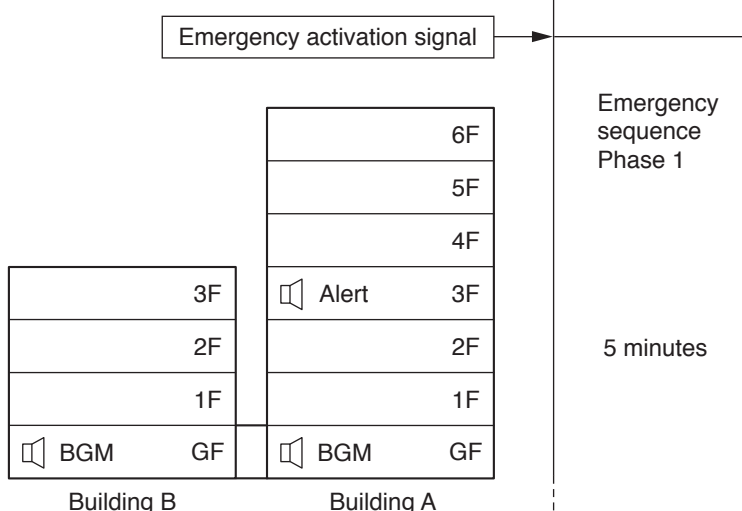 Emergency activation signal
Emergency
sequence
Phase 1
6F
5F
4F
3F
Alert 3F
2F
2F
5 minutes
1F
1F
BGM GF
BGM GF
Building B
Building A